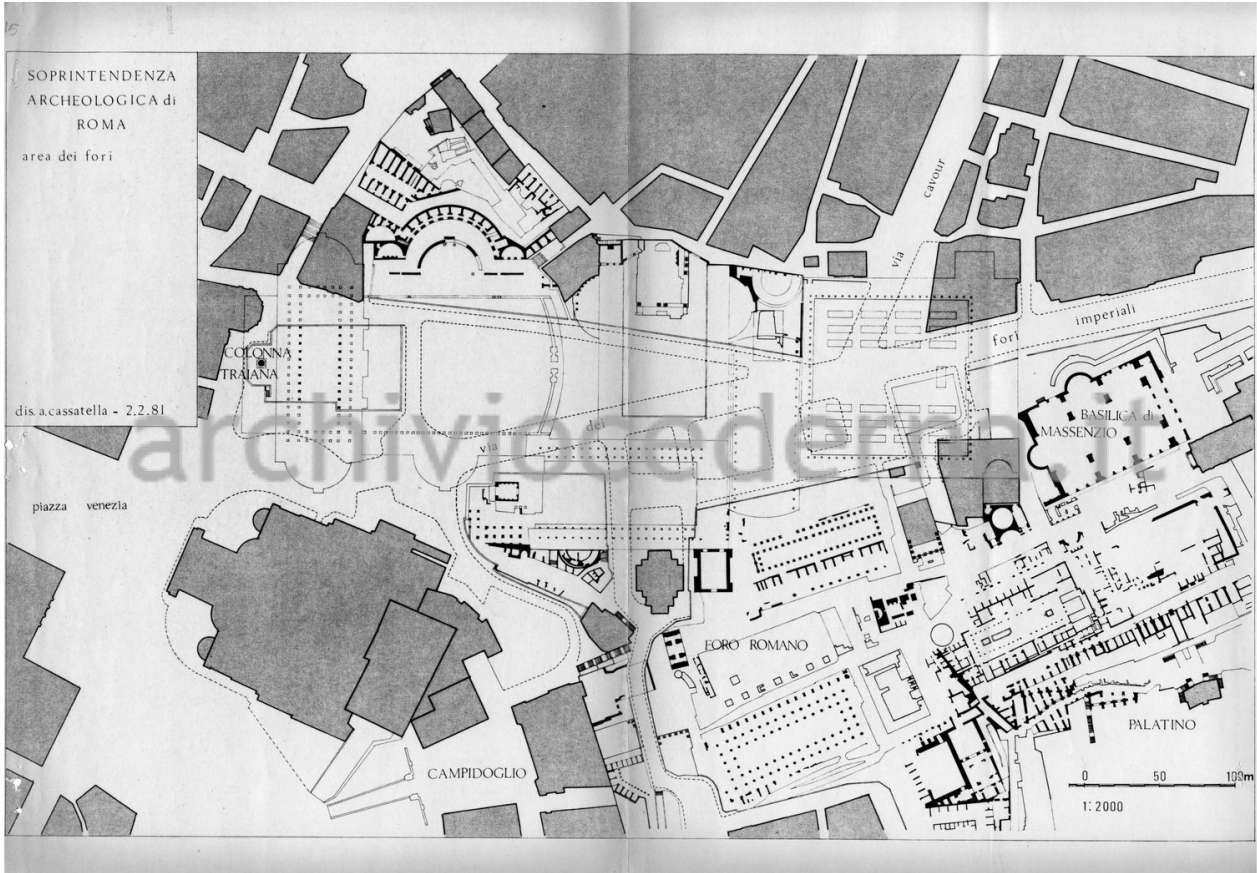 15
SOPRINTENDENZA
ARCHEOLOGICA di
ROMA
area dei fori
dis. a. cassatella - 2.2.81
cavour
via
imperiali
fori
COLONNA
TRAIANA
BASILICA di
MASSENZIO
dei
via
archiviocederna.it
piazza venezia
FORO ROMANO
PALATINO
CAMPIDOGLIO
0 50 100m
1:2000